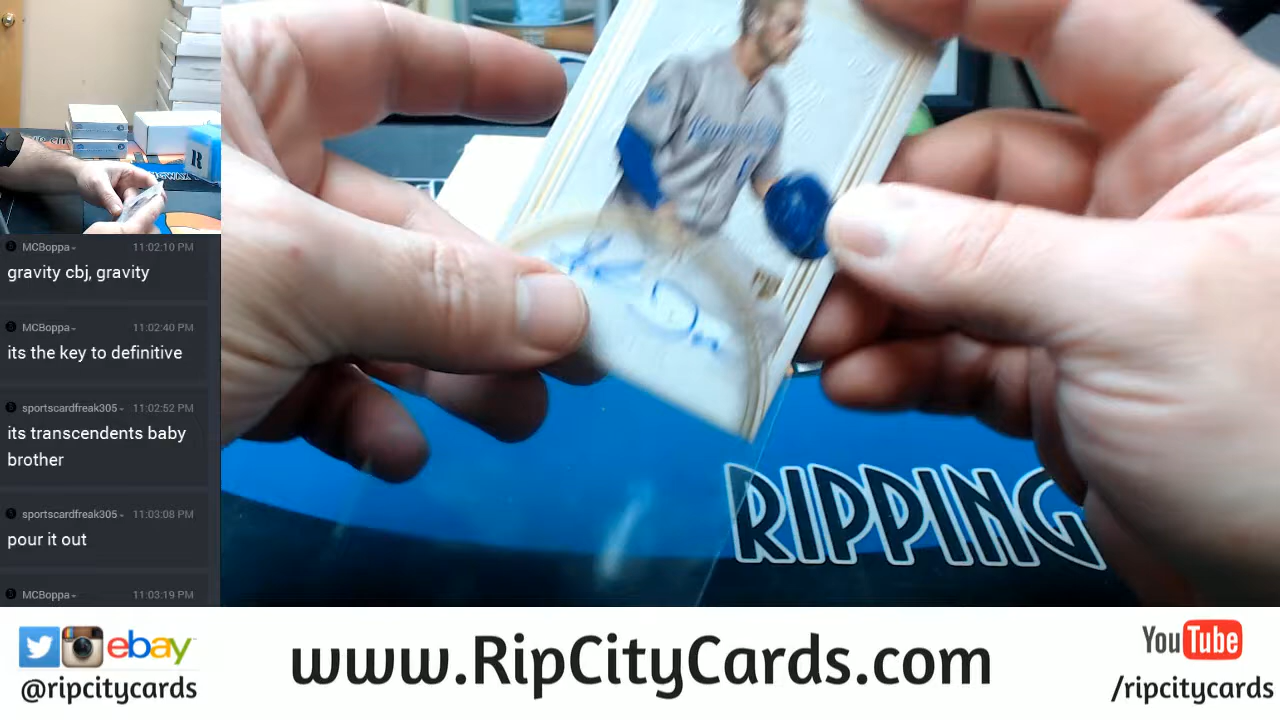 MCBoppa 11:02:10 PM
gravity cbj, gravity
MCBoppa 11:02:40 PM
its the key to definitive
sportscardfreak305 11:02:52 PM
its transcendents baby
brother
sportscardfreak305 11:03:08 PM
pour it out
MCBoppa 11:03:19 PM
Kansas City
RIPPING
ebay
@ripcitycards
www.RipCityCards.com
YouTube
/ripcitycards